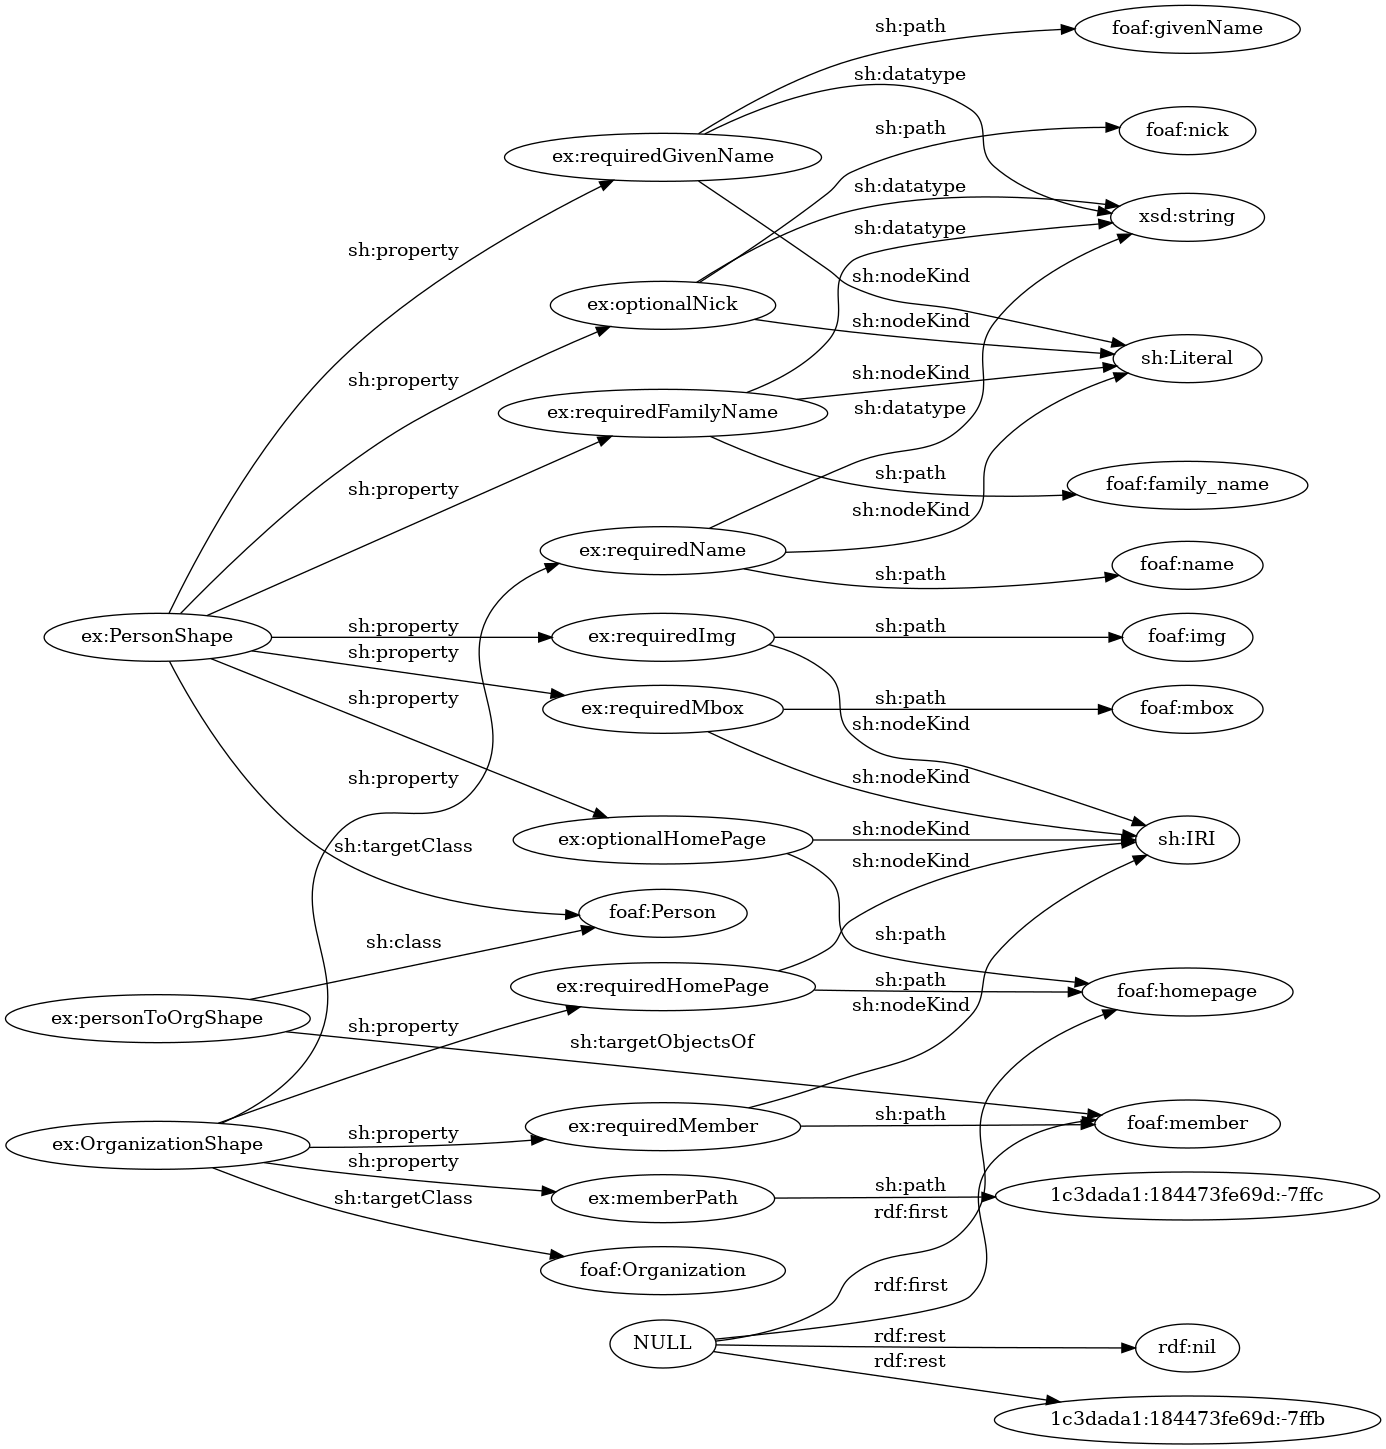 sh:path
foaf:givenName
sh:datatype
sh:path
foaf:nick
ex:requiredGivenName
sh:datatype
xsd:string
sh:datatype
sh:property
sh:nodeKind
ex:optionalNick
sh:nodeKind
sh:Literal
sh:property
sh:nodeKind
sh:datatype
ex:requiredFamilyName
sh:path
sh:property
foaf:family_name
sh:nodeKind
ex:requiredName
foaf:name
sh:path
sh:property
sh:path
ex:PersonShape
ex:requiredImg
foaf:img
sh:property
sh:property
sh:path
ex:requiredMbox
foaf:mbox
sh:nodeKind
sh:property
sh:nodeKind
sh:nodeKind
ex:optionalHomePage
sh:IRI
sh:targetClass
sh:nodeKind
foaf:Person
sh:class
sh:path
sh:path
ex:requiredHomePage
foaf:homepage
sh:nodeKind
ex:personToOrgShape
sh:property
sh:targetObjectsOf
sh:path
ex:requiredMember
foaf:member
sh:property
ex:OrganizationShape
sh:property
sh:path
ex:memberPath
1c3dada1:184473fe69d:-7ffc
sh:targetClass
rdf:first
foaf:Organization
rdf:first
rdf:rest
NULL
rdf:nil
rdf:rest
1c3dada1:184473fe69d:-7ffb